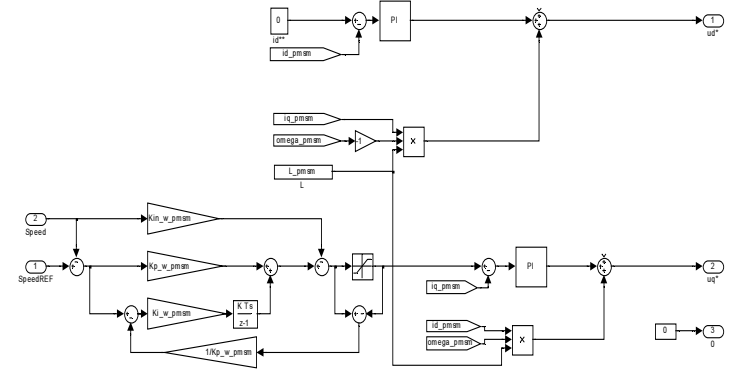 0
id**
id_pmsm
PI
1
ud*
iq_pmsm
omega_pmsm
-1
x
L_pmsm
L
2
Speed
Kin_w_pmsm
1
SpeedREF
Kp_w_pmsm
Ki_w_pmsm
K Ts
z-1
1/Kp_w_pmsm
iq_pmsm
PI
2
uq*
id_pmsm
omega_pmsm
x
0
3
0